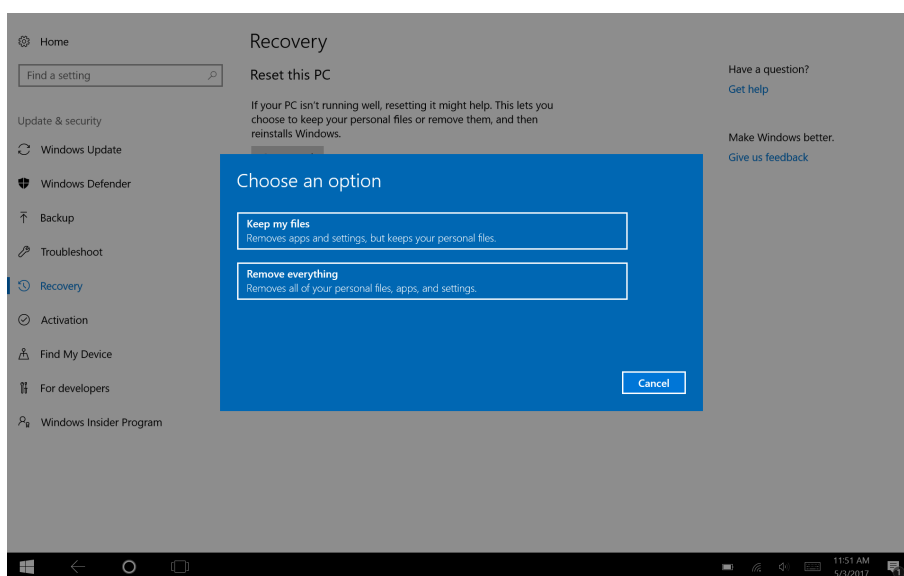 Home
Find a setting
Update & security
Windows Update
Windows Defender
Backup
Troubleshoot
Recovery
Activation
Find My Device
For developers
Windows Insider Program
Recovery
Reset this PC
If your PC isn't running well, resetting it might help. This lets you
choose to keep your personal files or remove them, and then
reinstalls Windows.
Choose an option
Keep my files
Removes apps and settings, but keeps your personal files.
Remove everything
Removes all of your personal files, apps, and settings.
Cancel
Have a question?
Get help
Make Windows better.
Give us feedback
11:51 AM
5/3/2017